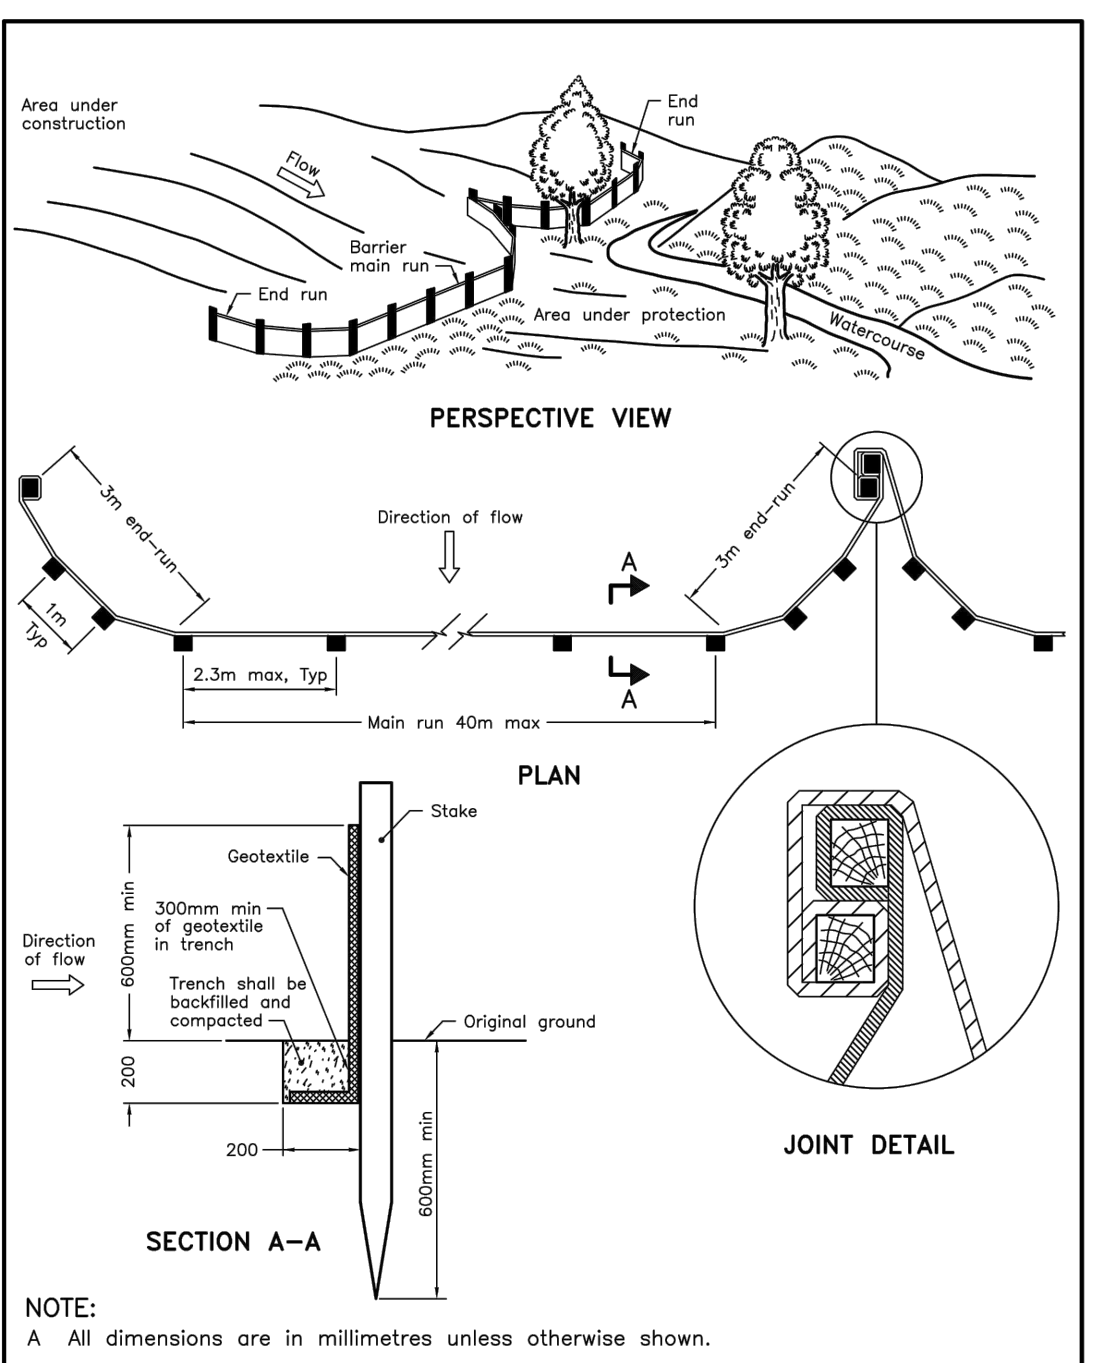 Area under
construction
Flow
End
run
Barrier
main run
End run
Area under protection
Watercourse
PERSPECTIVE VIEW
3m end-run
1m
Typ
Direction of flow
3m end-run
A
A
2.3m max, Typ
Main run 40m max
PLAN
Stake
Geotextile
600mm min
300mm min
of geotextile
in trench
Direction
of flow
Trench shall be
backfilled and
compacted
Original ground
200
200
600mm min
SECTION A-A
JOINT DETAIL
NOTE:
A All dimensions are in millimetres unless otherwise shown.